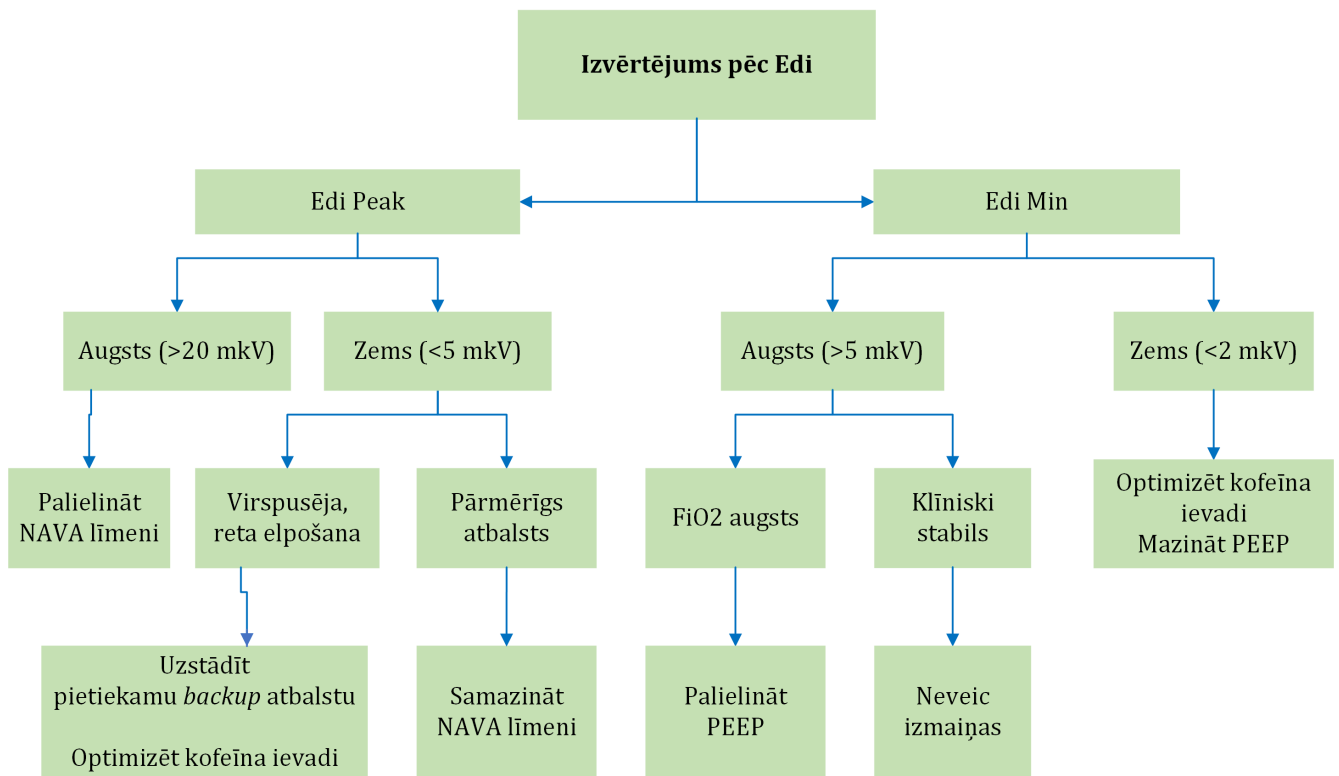 Izvērtējums pēc Edi
Edi Peak
Edi Min
Augsts (>20 mkV)
Zems (<5 mkV)
Augsts (>5 mkV)
Zems (<2 mkV)
Palielināt
NAVA līmeni
Virspusēja,
reta elpošana
Pārmērīgs
atbalsts
FiO2 augsts
Klīniski
stabils
Optimizēt kofeīna
ievadi
Mazināt PEEP
Uzstādīt
pietiekamu backup atbalstu
Optimizēt kofeīna ievadi
Samazināt
NAVA līmeni
Palielināt
PEEP
Neveic
izmaiņas